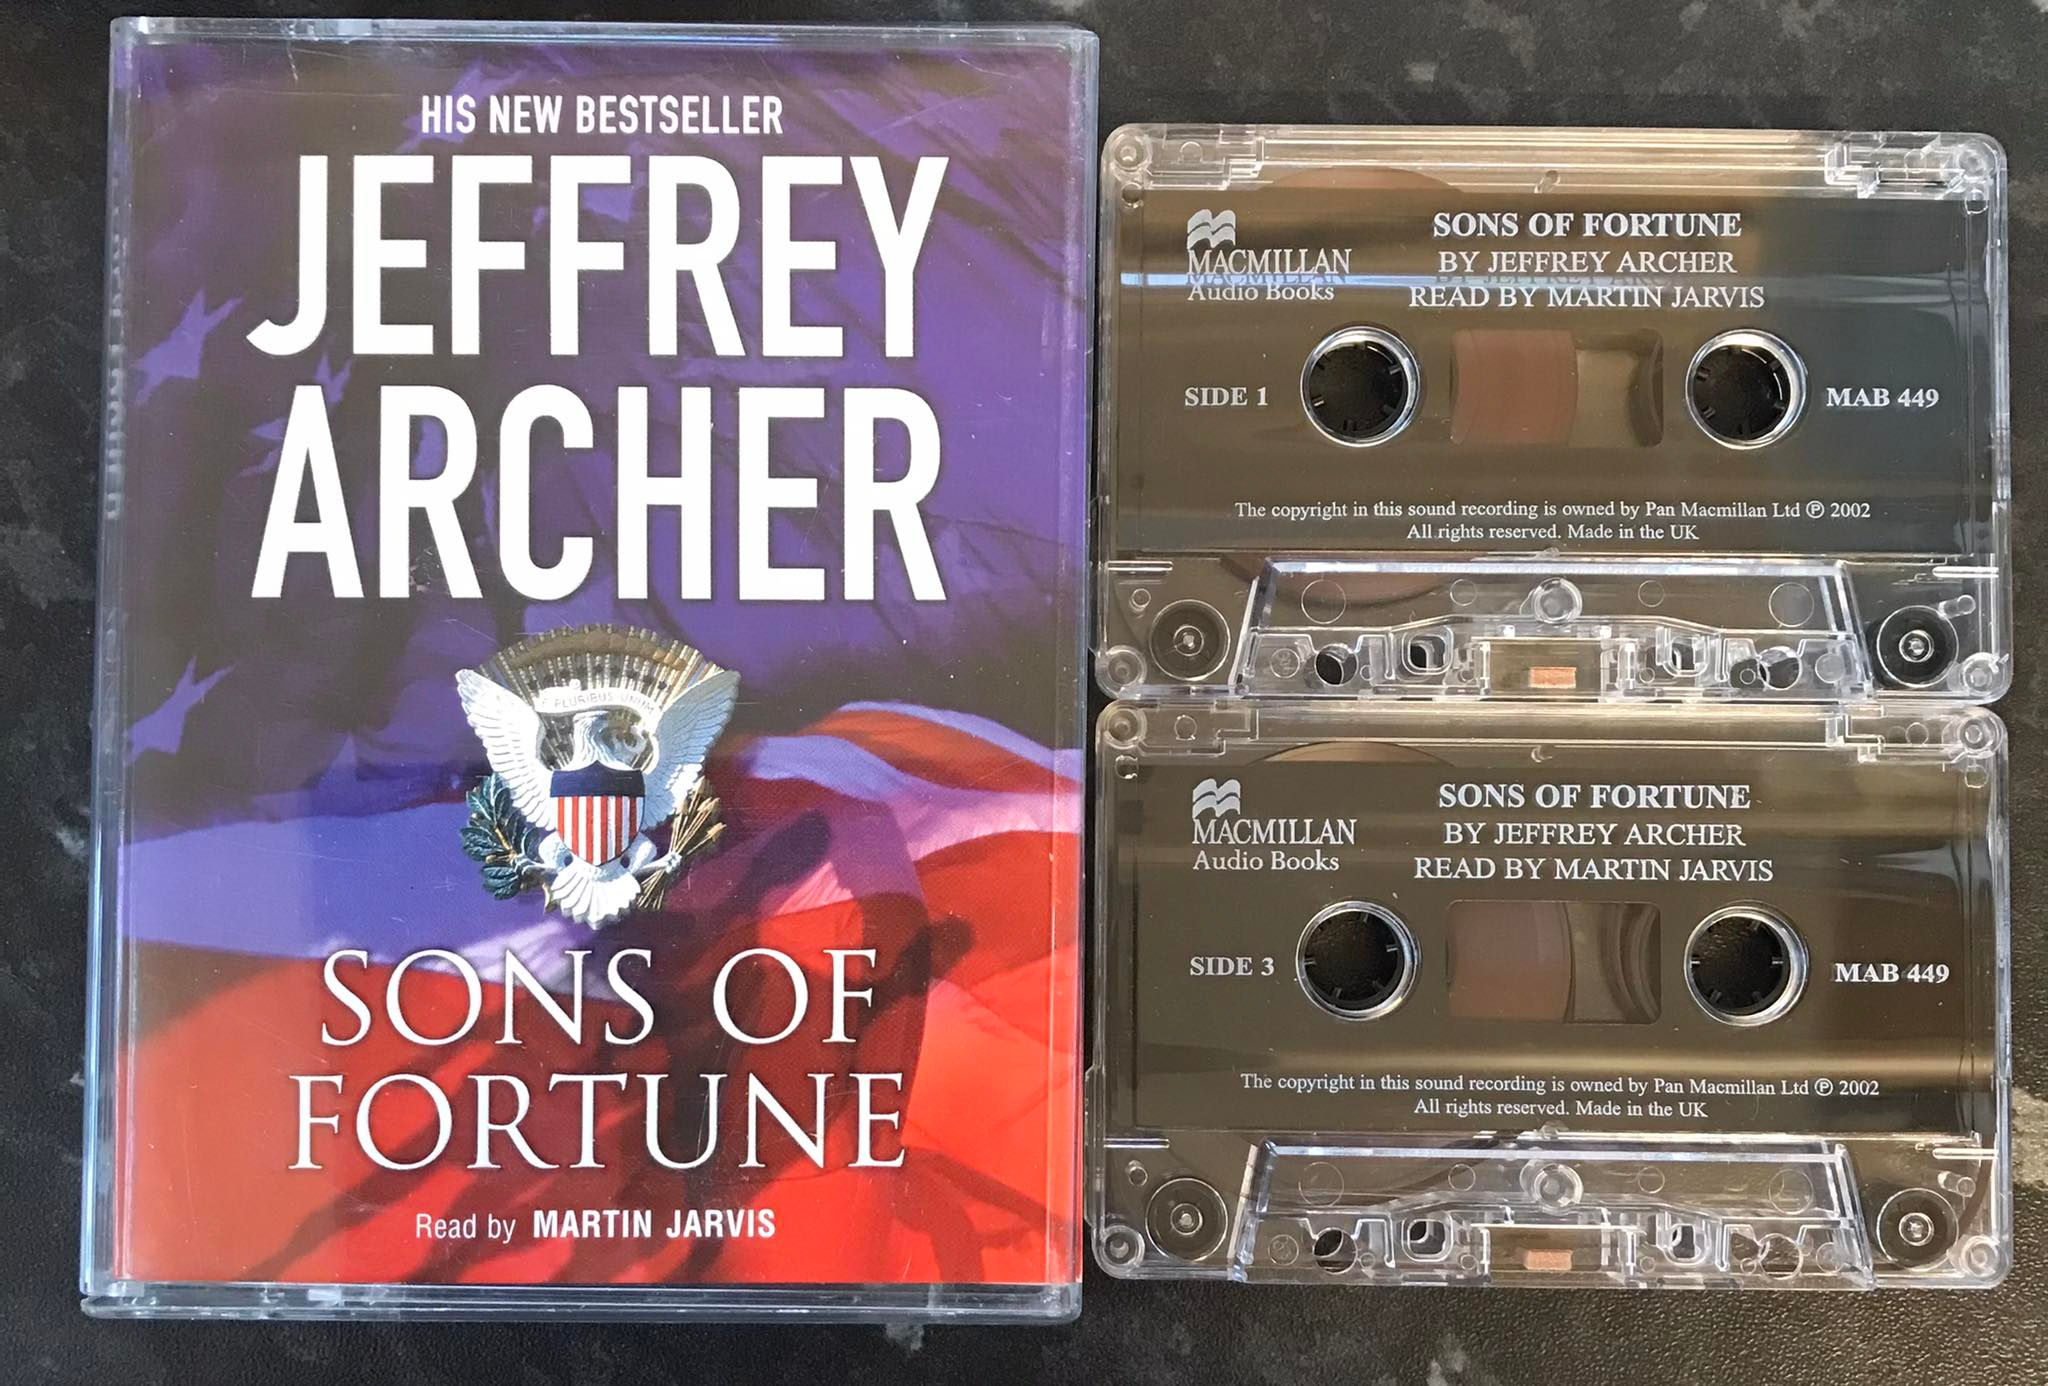 HIS NEW BESTSELLER
JEFFREY
ARCHER
E PLURIBUS UNUM
SONS OF
FORTUNE
Read by MARTIN JARVIS
MACMILLAN
Audio Books
SONS OF FORTUNE
BY JEFFREY ARCHER
READ BY MARTIN JARVIS
SIDE 1
MAB 449
The copyright in this sound recording is owned by Pan Macmillan Ltd ℗ 2002
All rights reserved. Made in the UK
MACMILLAN
Audio Books
SONS OF FORTUNE
BY JEFFREY ARCHER
READ BY MARTIN JARVIS
SIDE 3
MAB 449
The copyright in this sound recording is owned by Pan Macmillan Ltd ℗ 2002
All rights reserved. Made in the UK